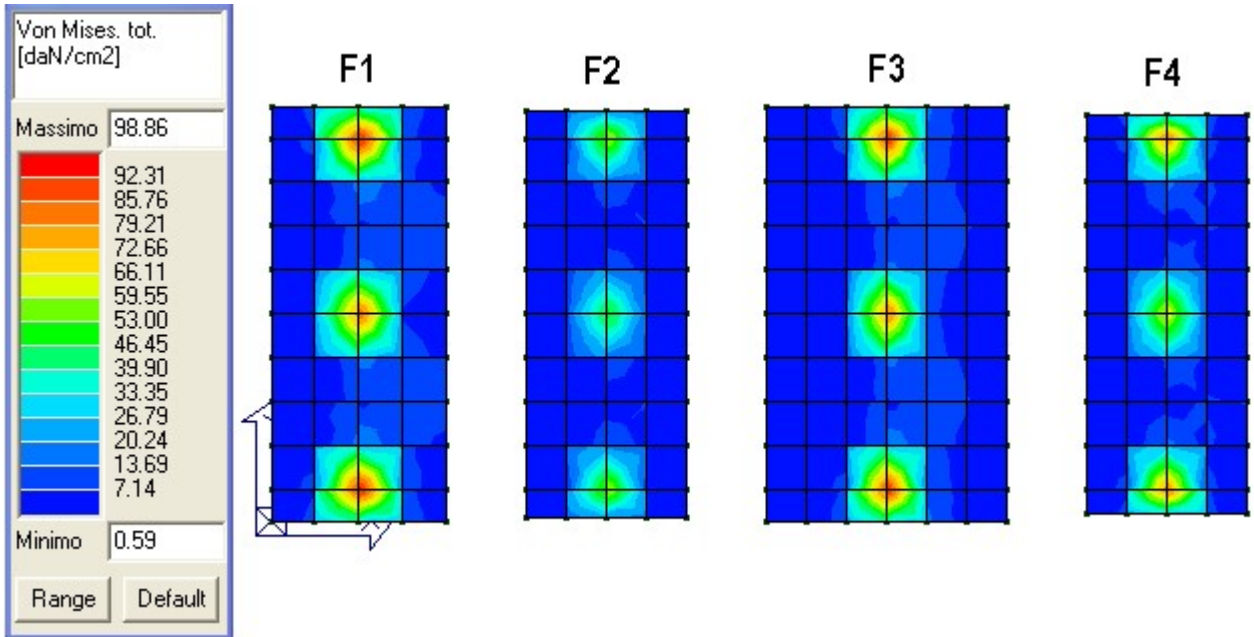 Von Mises. tot.
[daN/cm2]
Massimo 98.86
92.31
85.76
79.21
72.66
66.11
59.55
53.00
46.45
39.90
33.35
26.79
20.24
13.69
7.14
Minimo 0.59
Range Default
F1 F2 F3 F4